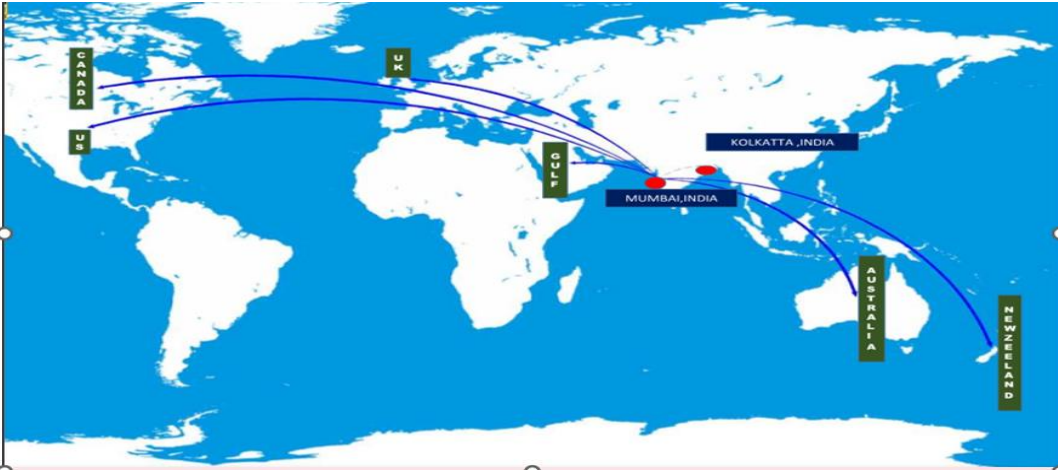 CANADA
UK
US
GULF
KOLKATTA ,INDIA
MUMBAI,INDIA
AUSTRALIA
NEWZEELAND